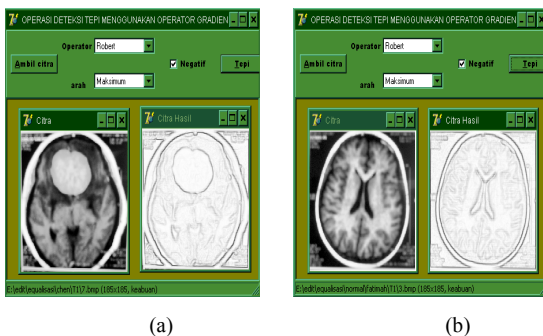 OPERASI DETEKSI TEPI MENGGUNAKAN OPERATOR GRADIEN
Operator Robert
Ambil citra
Negatif
Tepi
arah Maksimum
Citra
Citra Hasil
E:\edit\equalisasi\chen\T1\7.bmp (185x185, keabuan)
(a)
OPERASI DETEKSI TEPI MENGGUNAKAN OPERATOR GRADIEN
Operator Robert
Ambil citra
Negatif
Tepi
arah Maksimum
Citra
Citra Hasil
E:\edit\equalisasi\normal\fatimah\T1\3.bmp (185x185, keabuan)
(b)